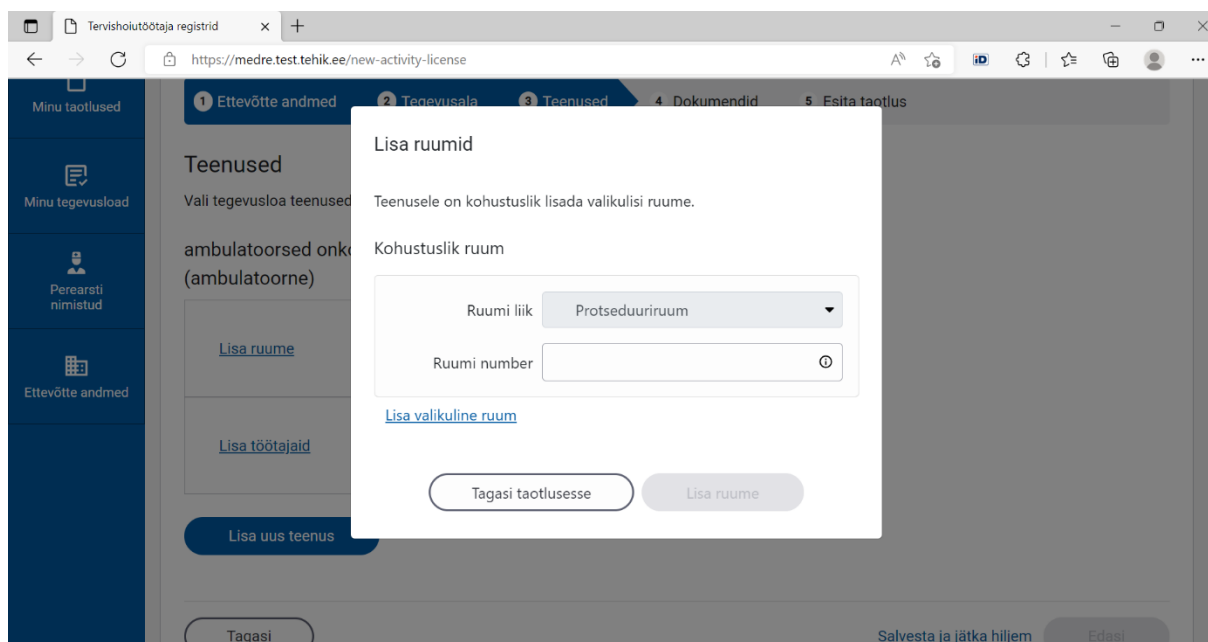 Tervishoiutöötaja registrid
https://medre.test.tehik.ee/new-activity-license
Minu taotlused
1 Ettevõtte andmed
2 Tegevusala
3 Teenused
4 Dokumendid
5 Esita taotlus
Minu tegevusload
Perearsti
nimistud
Ettevõtte andmed
Teenused
Vali tegevusloa teenused
ambulatoorsed
(ambulatoorne)
Lisa ruume
Lisa töötajaid
Lisa uus teenus
Lisa ruumid
Teenusele on kohustuslik lisada valikulisi ruume.
Kohustuslik ruum
Ruumi liik
Protseduuriruum
Ruumi number
Lisa valikuline ruum
Tagasi taotlusesse
Lisa ruume
Tagasi
Salvesta ja jätka hiljem
Edasi